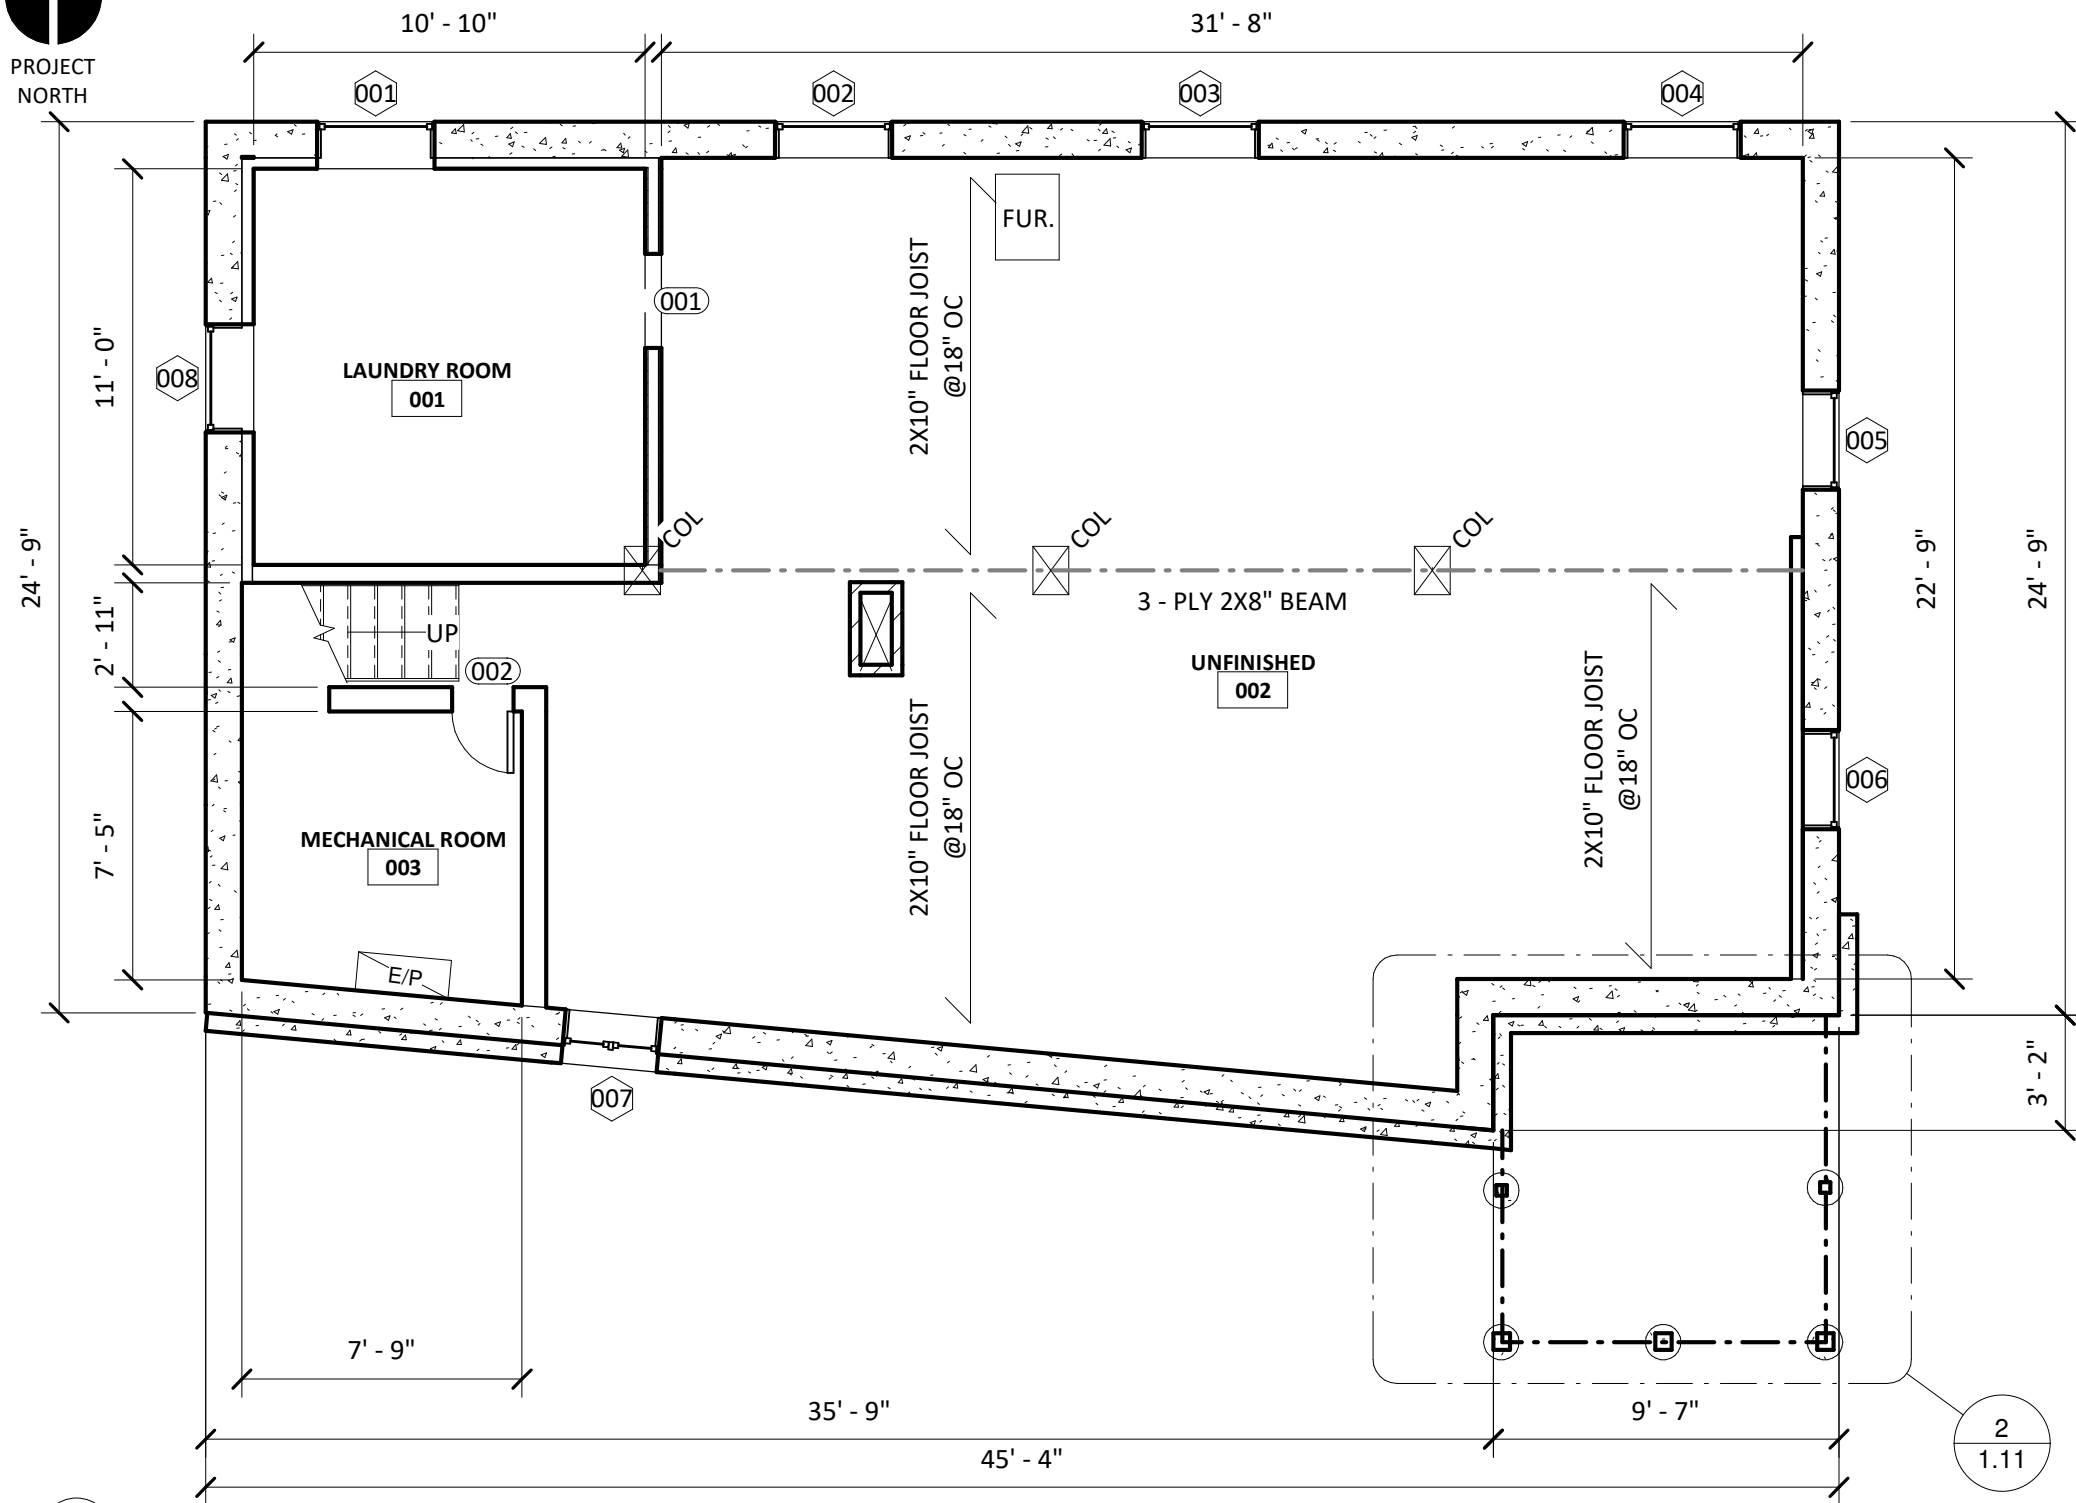 10' - 10"
31' - 8"
PROJECT
NORTH
001
002
003
004
FUR.
2X10" FLOOR JOIST
@18" OC
001
11' - 0"
008
LAUNDRY ROOM
001
005
24' - 9"
COL
COL
COL
22' - 9"
24' - 9"
3 - PLY 2X8" BEAM
2' - 11"
UP
002
UNFINISHED
002
2X10" FLOOR JOIST
@18" OC
2X10" FLOOR JOIST
@18" OC
006
7' - 5"
MECHANICAL ROOM
003
E/P
007
3' - 2"
7' - 9"
35' - 9"
9' - 7"
45' - 4"
2
1.11